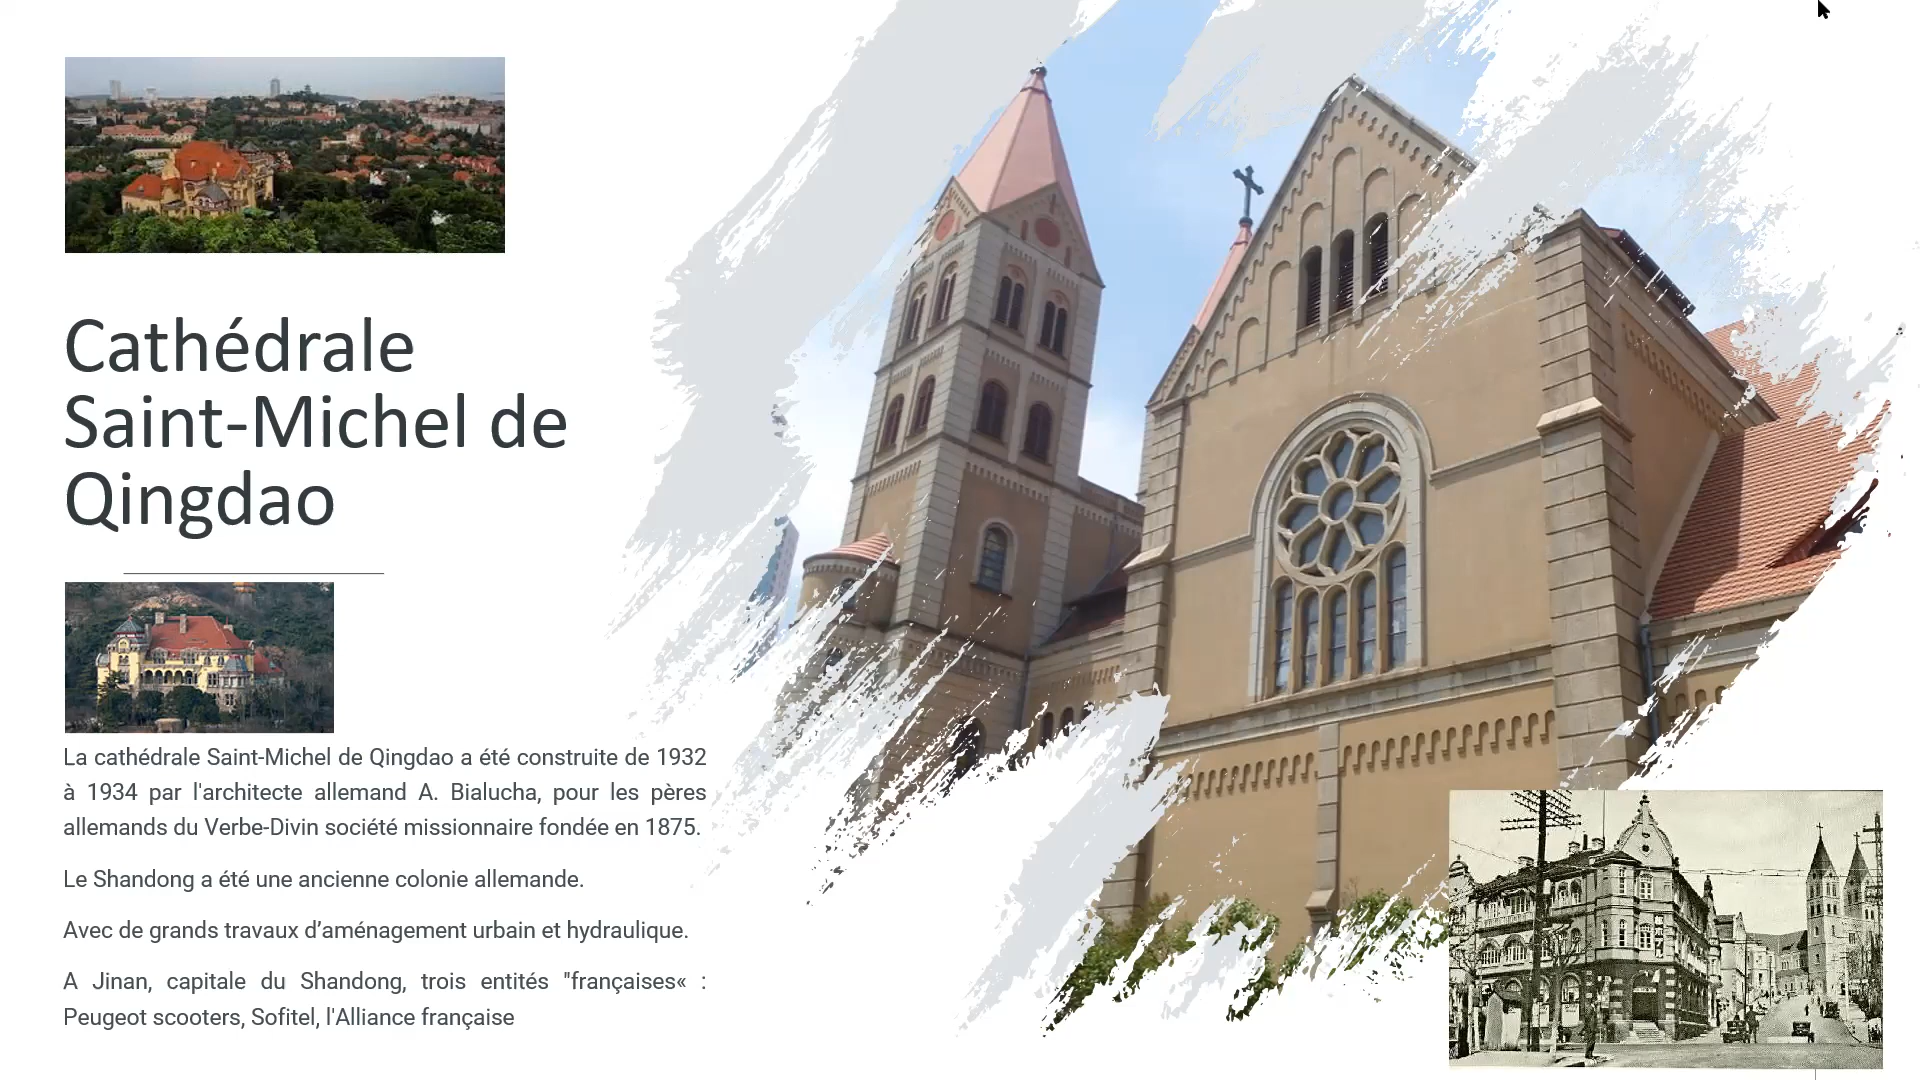 Cathédrale
Saint-Michel de
Qingdao
La cathédrale Saint-Michel de Qingdao a été construite de 1932
à 1934 par l'architecte allemand A. Bialucha, pour les pères
allemands du Verbe-Divin société missionnaire fondée en 1875.
Le Shandong a été une ancienne colonie allemande.
Avec de grands travaux d’aménagement urbain et hydraulique.
A Jinan, capitale du Shandong, trois entités "françaises« :
Peugeot scooters, Sofitel, l'Alliance française